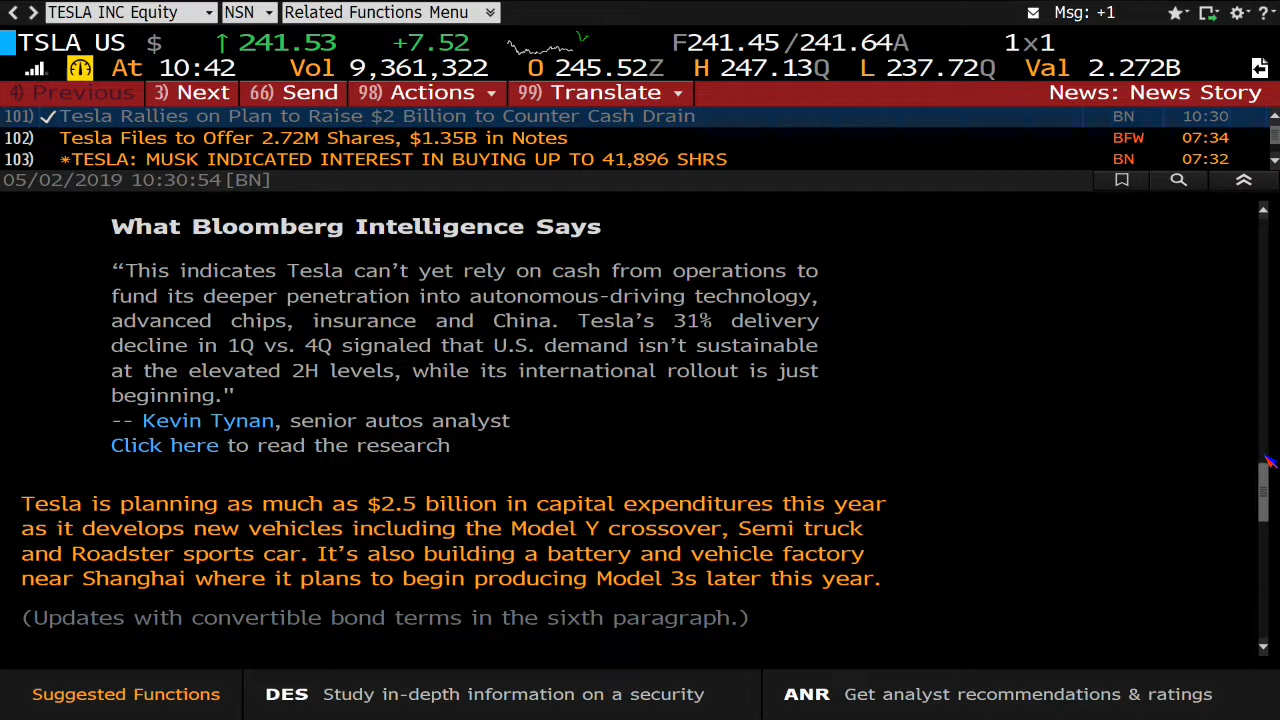 TESLA INC Equity NSN Related Functions Menu Msg: +1 ?
TSLA US $ ↑ 241.53 +7.52 F241.45/241.64A 1x1
At 10:42 Vol 9,361,322 O 245.52Z H 247.13Q L 237.72Q Val 2.272B
4) Previous 3) Next 66) Send 98) Actions 99) Translate News: News Story
101) ✓ Tesla Rallies on Plan to Raise $2 Billion to Counter Cash Drain BN 10:30
102) Tesla Files to Offer 2.72M Shares, $1.35B in Notes BFW 07:34
103) *TESLA: MUSK INDICATED INTEREST IN BUYING UP TO 41,896 SHRS BN 07:32
05/02/2019 10:30:54 [BN]
What Bloomberg Intelligence Says
“This indicates Tesla can’t yet rely on cash from operations to
fund its deeper penetration into autonomous-driving technology,
advanced chips, insurance and China. Tesla’s 31% delivery
decline in 1Q vs. 4Q signaled that U.S. demand isn’t sustainable
at the elevated 2H levels, while its international rollout is just
beginning."
-- Kevin Tynan, senior autos analyst
Click here to read the research
Tesla is planning as much as $2.5 billion in capital expenditures this year
as it develops new vehicles including the Model Y crossover, Semi truck
and Roadster sports car. It’s also building a battery and vehicle factory
near Shanghai where it plans to begin producing Model 3s later this year.
(Updates with convertible bond terms in the sixth paragraph.)
Suggested Functions DES Study in-depth information on a security ANR Get analyst recommendations & ratings